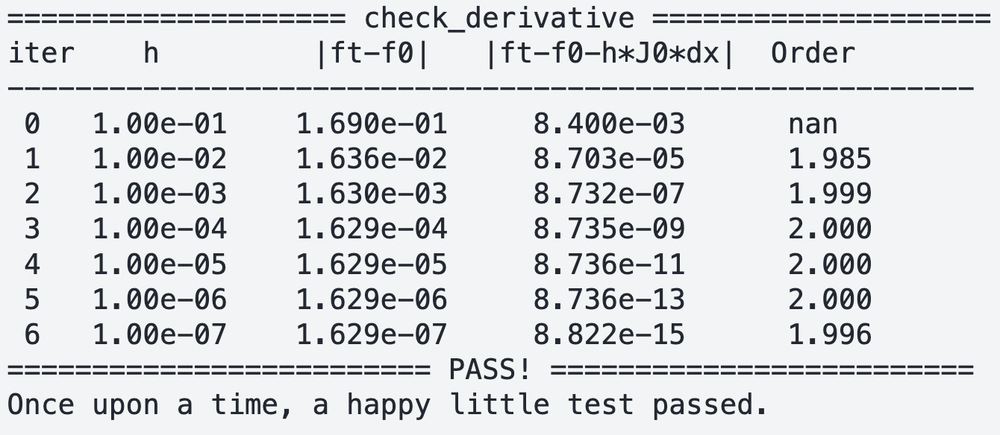 ==================== check_derivative ====================
iter    h         |ft-f0|   |ft-f0-h*J0*dx|  Order
---------------------------------------------------------
 0   1.00e-01    1.690e-01     8.400e-03      nan
 1   1.00e-02    1.636e-02     8.703e-05      1.985
 2   1.00e-03    1.630e-03     8.732e-07      1.999
 3   1.00e-04    1.629e-04     8.735e-09      2.000
 4   1.00e-05    1.629e-05     8.736e-11      2.000
 5   1.00e-06    1.629e-06     8.736e-13      2.000
 6   1.00e-07    1.629e-07     8.822e-15      1.996
========================= PASS! =========================
Once upon a time, a happy little test passed.